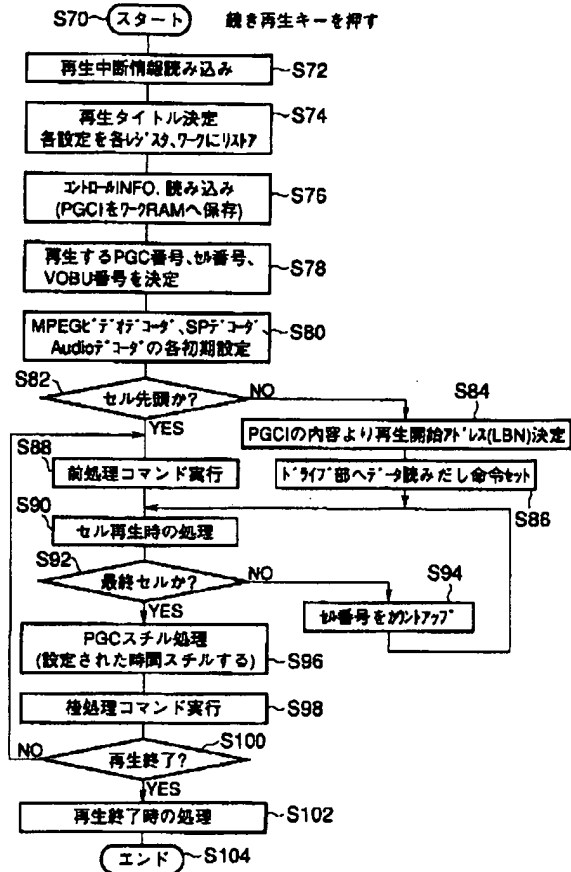 S70 スタート 続き再生キーを押す
再生中断情報読み込み S72
再生タイトル決定
各設定を各レジスタ、ワークにリストア
S74
コントロールINFO. 読み込み
(PGCIをワークRAMへ保存)
S76
再生するPGC番号、セル番号、
VOBU番号を決定
S78
MPEGビデオデコーダ、SPデコーダ
Audioデコーダの各初期設定
S80
S82
セル先頭か?
NO
YES
S84
PGCIの内容より再生開始アドレス(LBN)決定
ドライブ部へデータ読みだし命令セット
S86
S88
前処理コマンド実行
S90
セル再生時の処理
S92
最終セルか?
NO
YES
S94
セル番号をカウントアップ
PGCスチル処理
(設定された時間スチルする)
S96
後処理コマンド実行 S98
S100
再生終了?
NO
YES
再生終了時の処理 S102
エンド S104